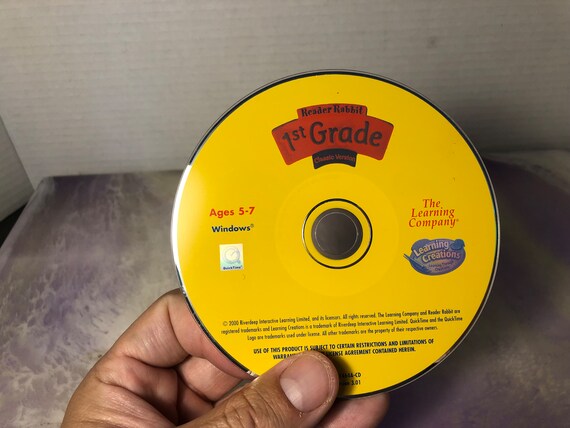 Reader Rabbit
1st Grade
Classic Version
Ages 5-7
Windows®
QuickTime
The
Learning
Company®
Learning
Creations
© 2000 Riverdeep Interactive Learning Limited, and its licensors. All rights reserved. The Learning Company and Reader Rabbit are
registered trademarks and Learning Creations is a trademark of Riverdeep Interactive Learning Limited. QuickTime and the QuickTime
Logo are trademarks used under license. All other trademarks are the property of their respective owners.
USE OF THIS PRODUCT IS SUBJECT TO CERTAIN RESTRICTIONS AND LIMITATIONS OF
LICENSE AGREEMENT CONTAINED HEREIN.
-CD
3.01